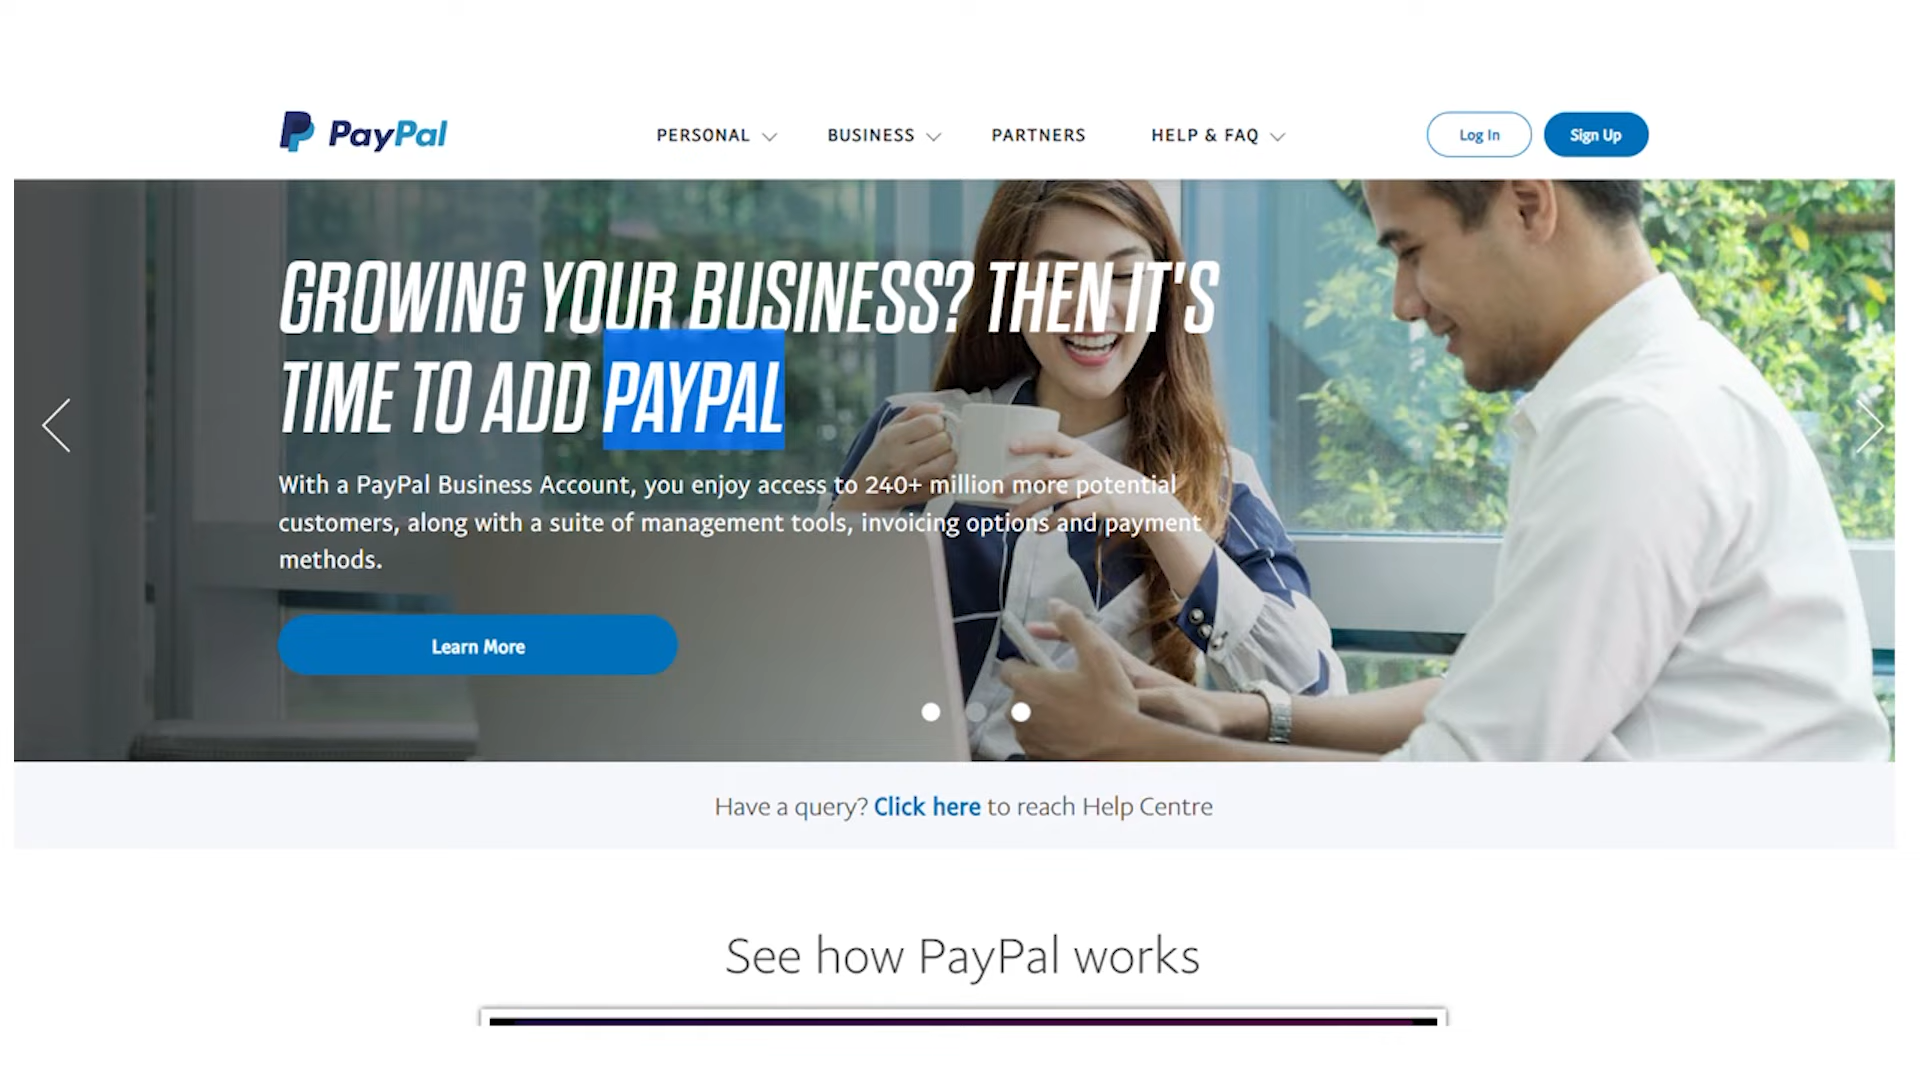 PayPal
PERSONAL
BUSINESS
PARTNERS
HELP & FAQ
Log In
Sign Up
GROWING YOUR BUSINESS? THEN IT'S
TIME TO ADD PAYPAL
With a PayPal Business Account, you enjoy access to 240+ million more potential
customers, along with a suite of management tools, invoicing options and payment
methods.
Learn More
Have a query? Click here to reach Help Centre
See how PayPal works